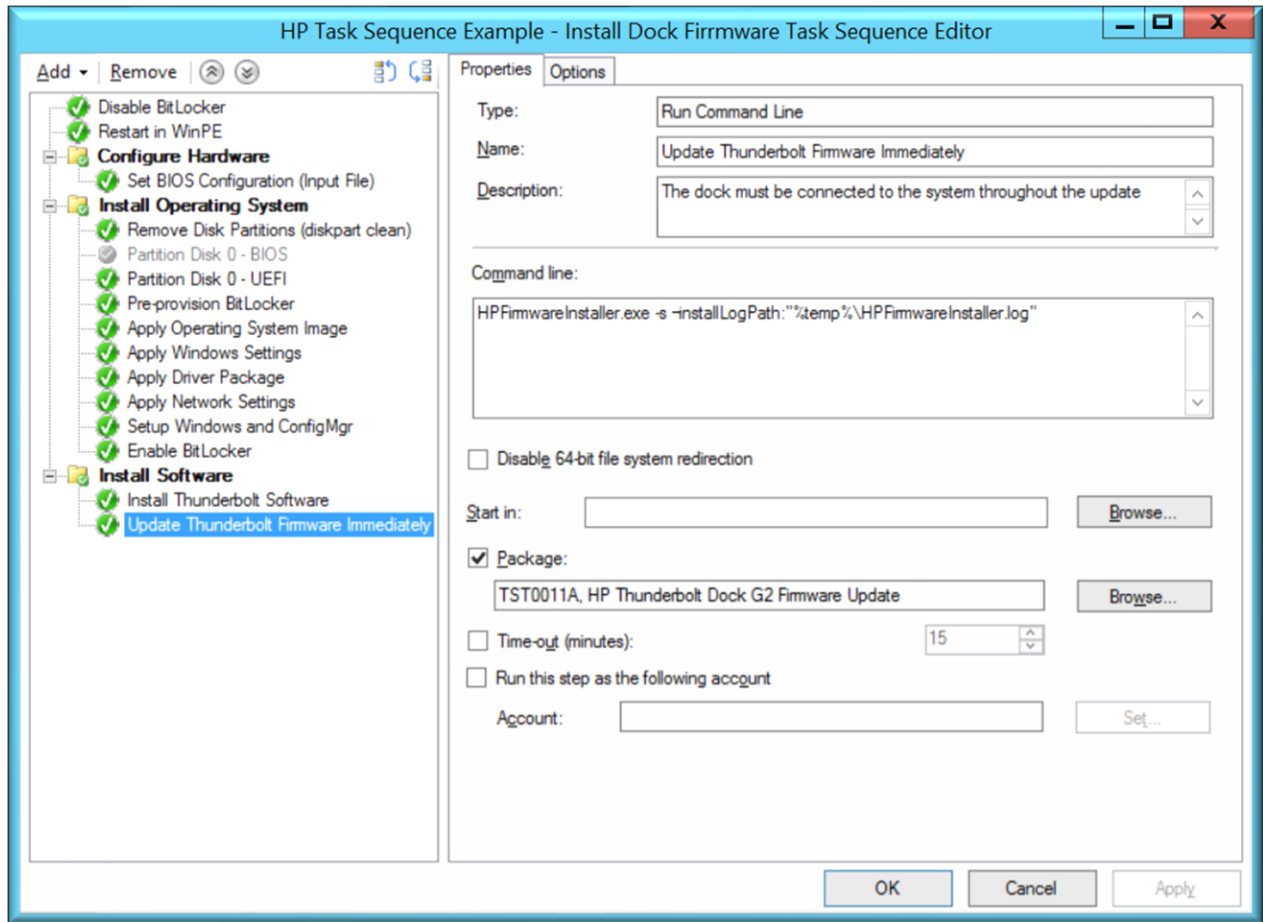 HP Task Sequence Example - Install Dock Firrmware Task Sequence Editor
Add
Remove
Disable BitLocker
Restart in WinPE
Configure Hardware
Set BIOS Configuration (Input File)
Install Operating System
Remove Disk Partitions (diskpart clean)
Partition Disk 0 - BIOS
Partition Disk 0 - UEFI
Pre-provision BitLocker
Apply Operating System Image
Apply Windows Settings
Apply Driver Package
Apply Network Settings
Setup Windows and ConfigMgr
Enable BitLocker
Install Software
Install Thunderbolt Software
Update Thunderbolt Firmware Immediately
Properties
Options
Type:
Run Command Line
Name:
Update Thunderbolt Firmware Immediately
Description:
The dock must be connected to the system throughout the update
Command line:
HPFirmwareInstaller.exe -s –installLogPath:"%temp%\HPFirmwareInstaller.log"
Disable 64-bit file system redirection
Start in:
Browse...
Package:
TST0011A, HP Thunderbolt Dock G2 Firmware Update
Browse...
Time-out (minutes):
15
Run this step as the following account
Account:
Set...
OK
Cancel
Apply